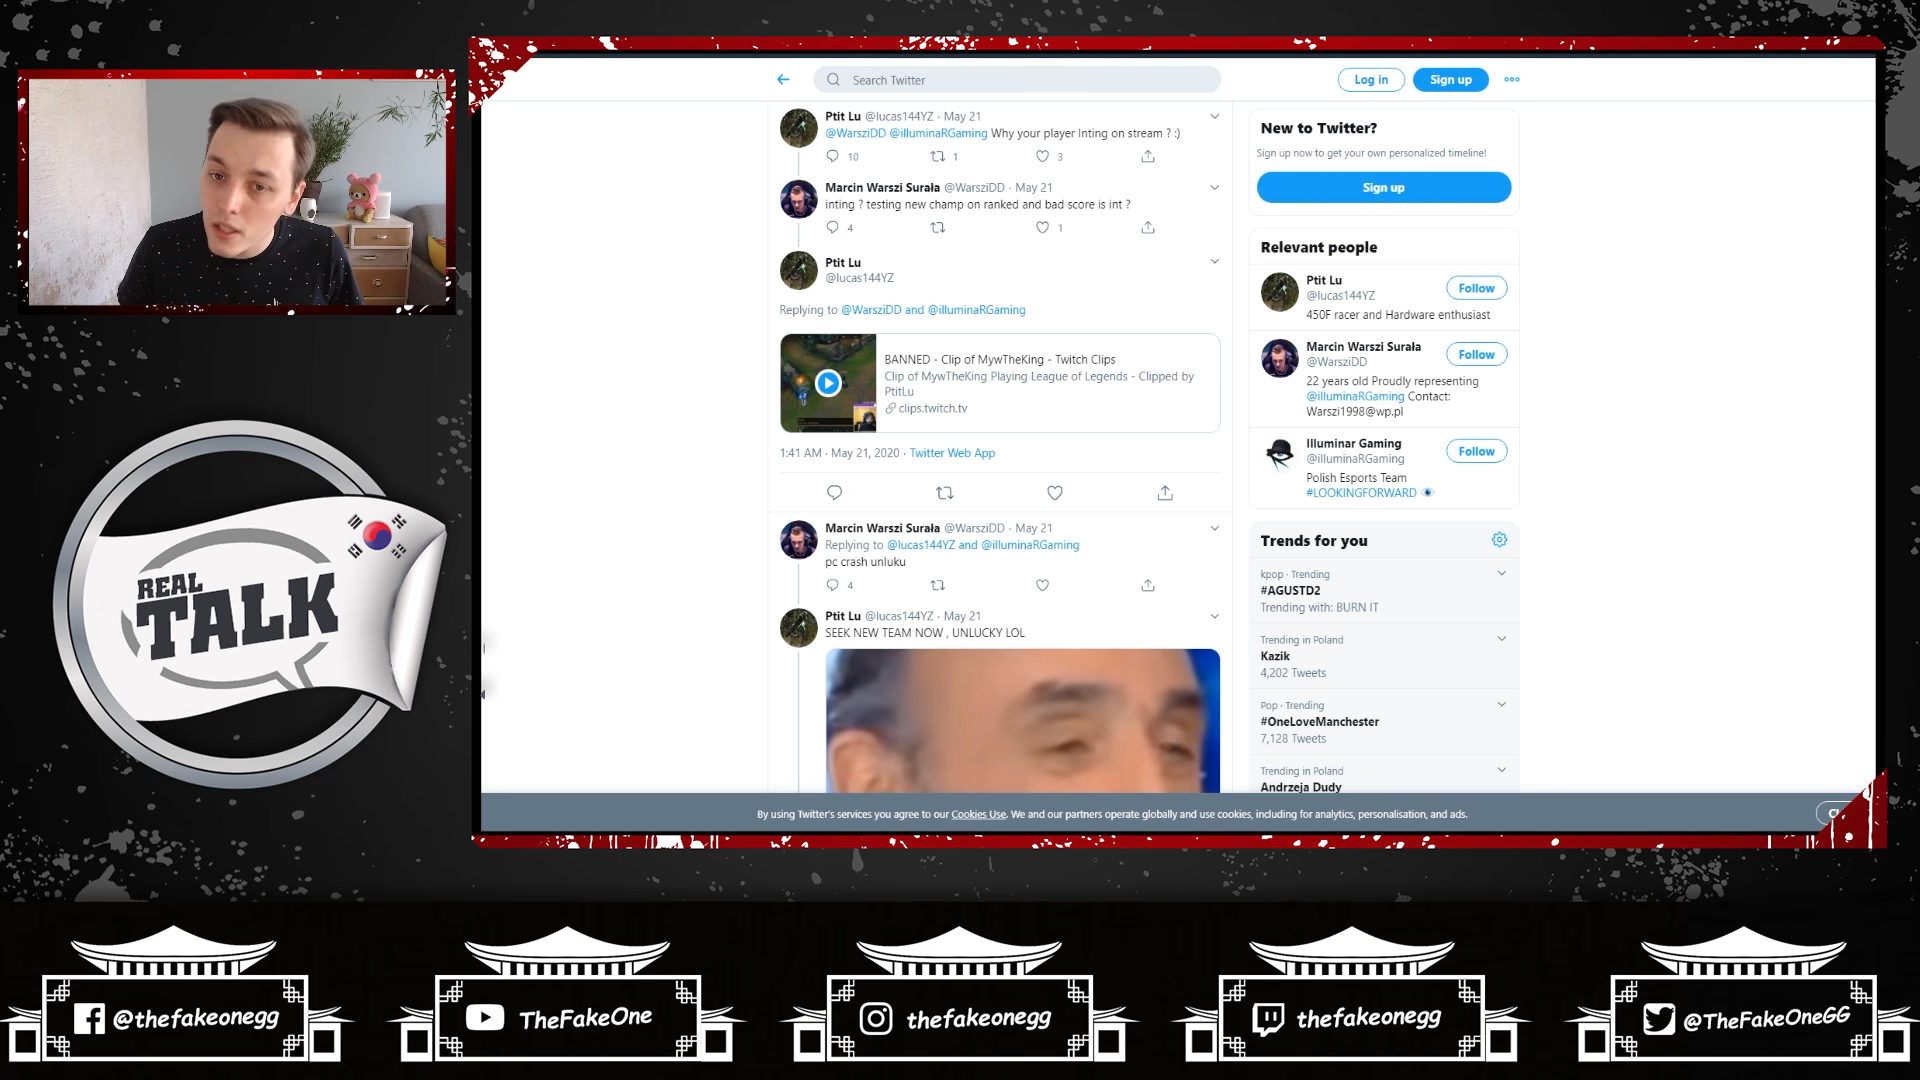 Search Twitter
Log in
Sign up
Ptit Lu @lucas144YZ · May 21
@WarsziDD @illuminaRGaming Why your player Inting on stream ? :)
10
1
3
Marcin Warszi Surała @WarsziDD · May 21
inting ? testing new champ on ranked and bad score is int ?
4
1
Ptit Lu
@lucas144YZ
Replying to @WarsziDD and @illuminaRGaming
BANNED - Clip of MywTheKing - Twitch Clips
Clip of MywTheKing Playing League of Legends - Clipped by
PtitLu
clips.twitch.tv
1:41 AM · May 21, 2020 · Twitter Web App
Marcin Warszi Surała @WarsziDD · May 21
Replying to @lucas144YZ and @illuminaRGaming
pc crash unluku
4
Ptit Lu @lucas144YZ · May 21
SEEK NEW TEAM NOW , UNLUCKY LOL
New to Twitter?
Sign up now to get your own personalized timeline!
Sign up
Relevant people
Ptit Lu
@lucas144YZ
Follow
450F racer and Hardware enthusiast
Marcin Warszi Surała
@WarsziDD
Follow
22 years old Proudly representing
@illuminaRGaming Contact:
Warszi1998@wp.pl
Illuminar Gaming
@illuminaRGaming
Follow
Polish Esports Team
#LOOKINGFORWARD
Trends for you
kpop · Trending
#AGUSTD2
Trending with: BURN IT
Trending in Poland
Kazik
4,202 Tweets
Pop · Trending
#OneLoveManchester
7,128 Tweets
Trending in Poland
Andrzeja Dudy
By using Twitter's services you agree to our Cookies Use. We and our partners operate globally and use cookies, including for analytics, personalisation, and ads.
REAL
TALK
@thefakeonegg
TheFakeOne
thefakeonegg
thefakeonegg
@TheFakeOneGG